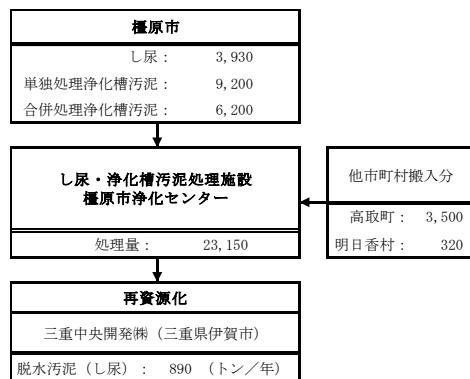 橿原市
し尿： 3,930
単独処理浄化槽汚泥： 9,200
合併処理浄化槽汚泥： 6,200
し尿・浄化槽汚泥処理施設
橿原市浄化センター
処理量： 23,150
他市町村搬入分
高取町： 3,500
明日香村： 320
再資源化
三重中央開発㈱（三重県伊賀市）
脱水汚泥（し尿）： 890 （トン／年）